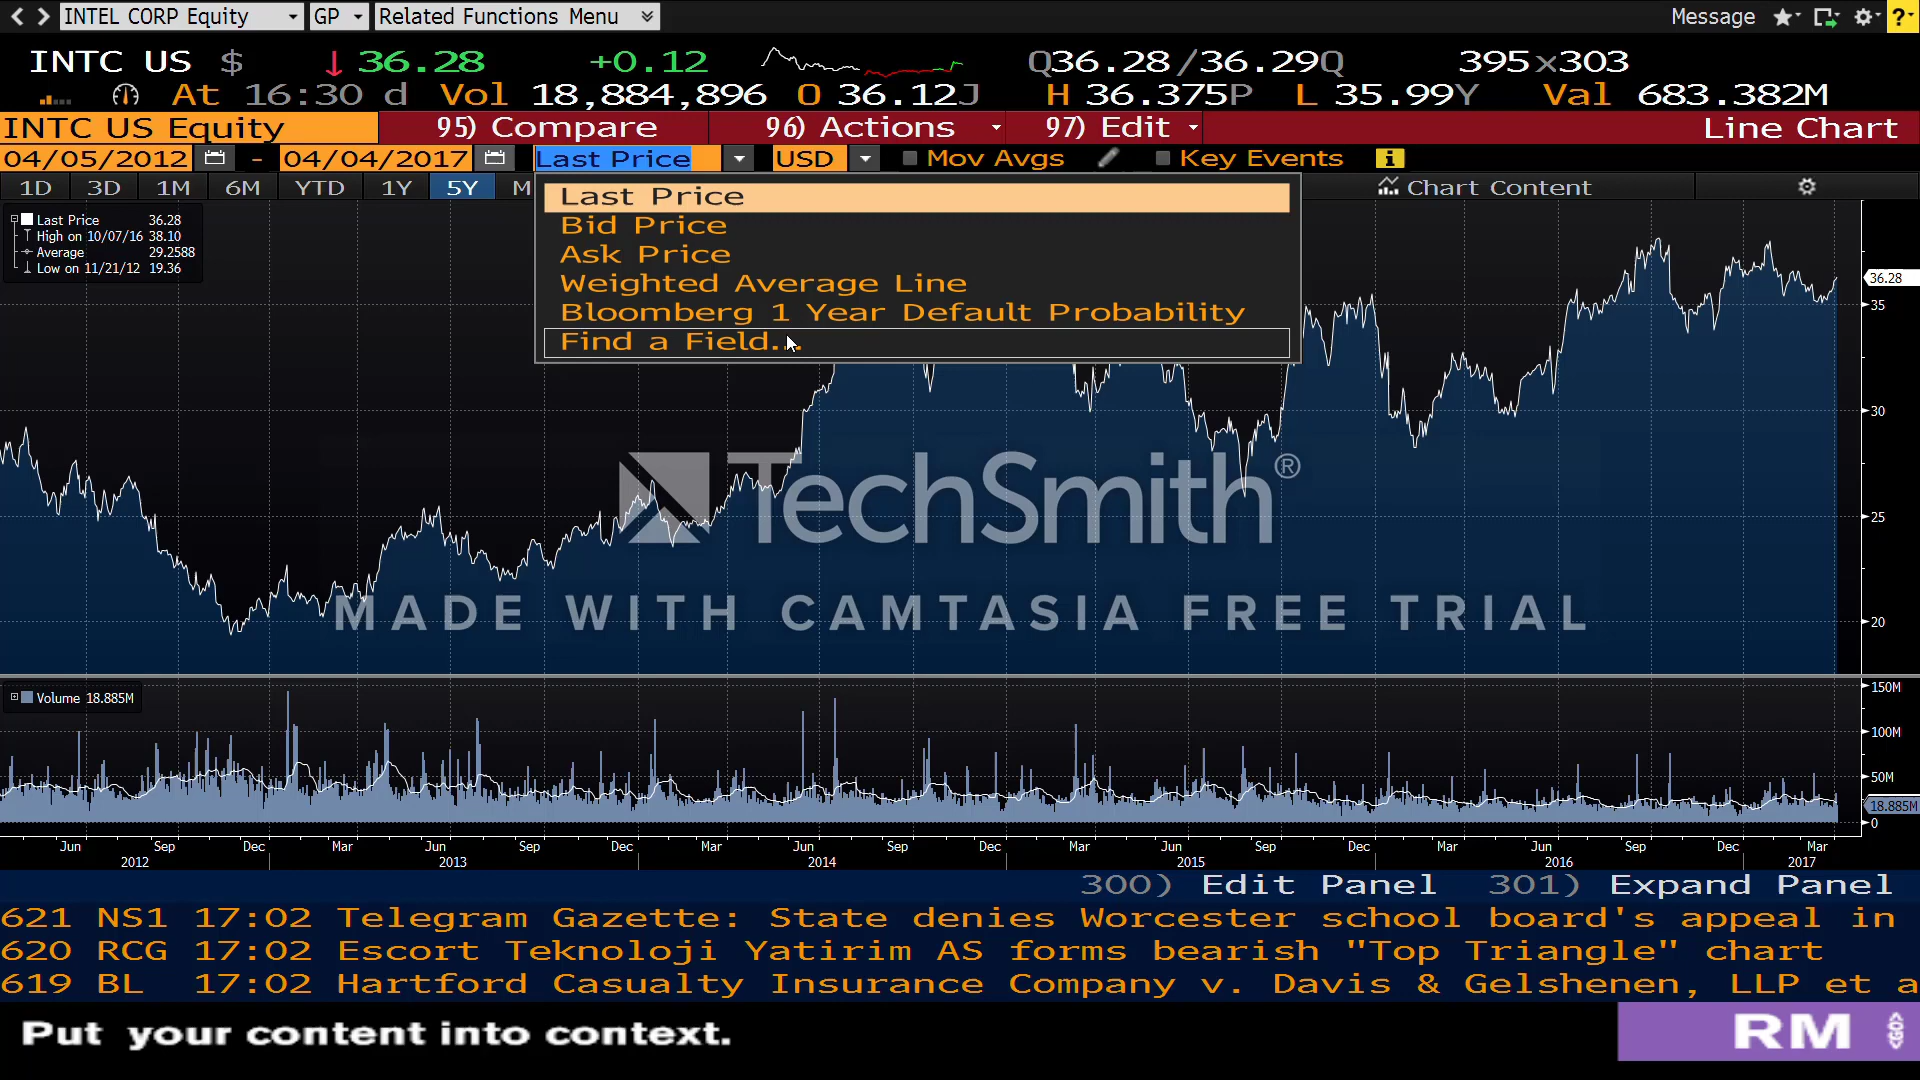 INTEL CORP Equity GP Related Functions Menu Message ?
INTC US $ ↓36.28 +0.12 Q36.28/36.29Q 395x303
At 16:30 d Vol 18,884,896 O 36.12J H 36.375P L 35.99Y Val 683.382M
INTC US Equity 95) Compare 96) Actions 97) Edit Line Chart
04/05/2012 - 04/04/2017 Last Price USD Mov Avgs Key Events i
1D 3D 1M 6M YTD 1Y 5Y M Chart Content
Last Price
Bid Price
Ask Price
Weighted Average Line
Bloomberg 1 Year Default Probability
Find a Field...
Last Price 36.28
High on 10/07/16 38.10
Average 29.2588
Low on 11/21/12 19.36
36.28
35
30
25
20
TechSmith®
MADE WITH CAMTASIA FREE TRIAL
Volume 18.885M
150M
100M
50M
18.885M
0
Jun Sep Dec Mar Jun Sep Dec Mar Jun Sep Dec Mar Jun Sep Dec Mar Jun Sep Dec Mar
2012 2013 2014 2015 2016 2017
300) Edit Panel 301) Expand Panel
621 NS1 17:02 Telegram Gazette: State denies Worcester school board's appeal in
620 RCG 17:02 Escort Teknoloji Yatirim AS forms bearish "Top Triangle" chart
619 BL 17:02 Hartford Casualty Insurance Company v. Davis & Gelshenen, LLP et a
Put your content into context.
RM